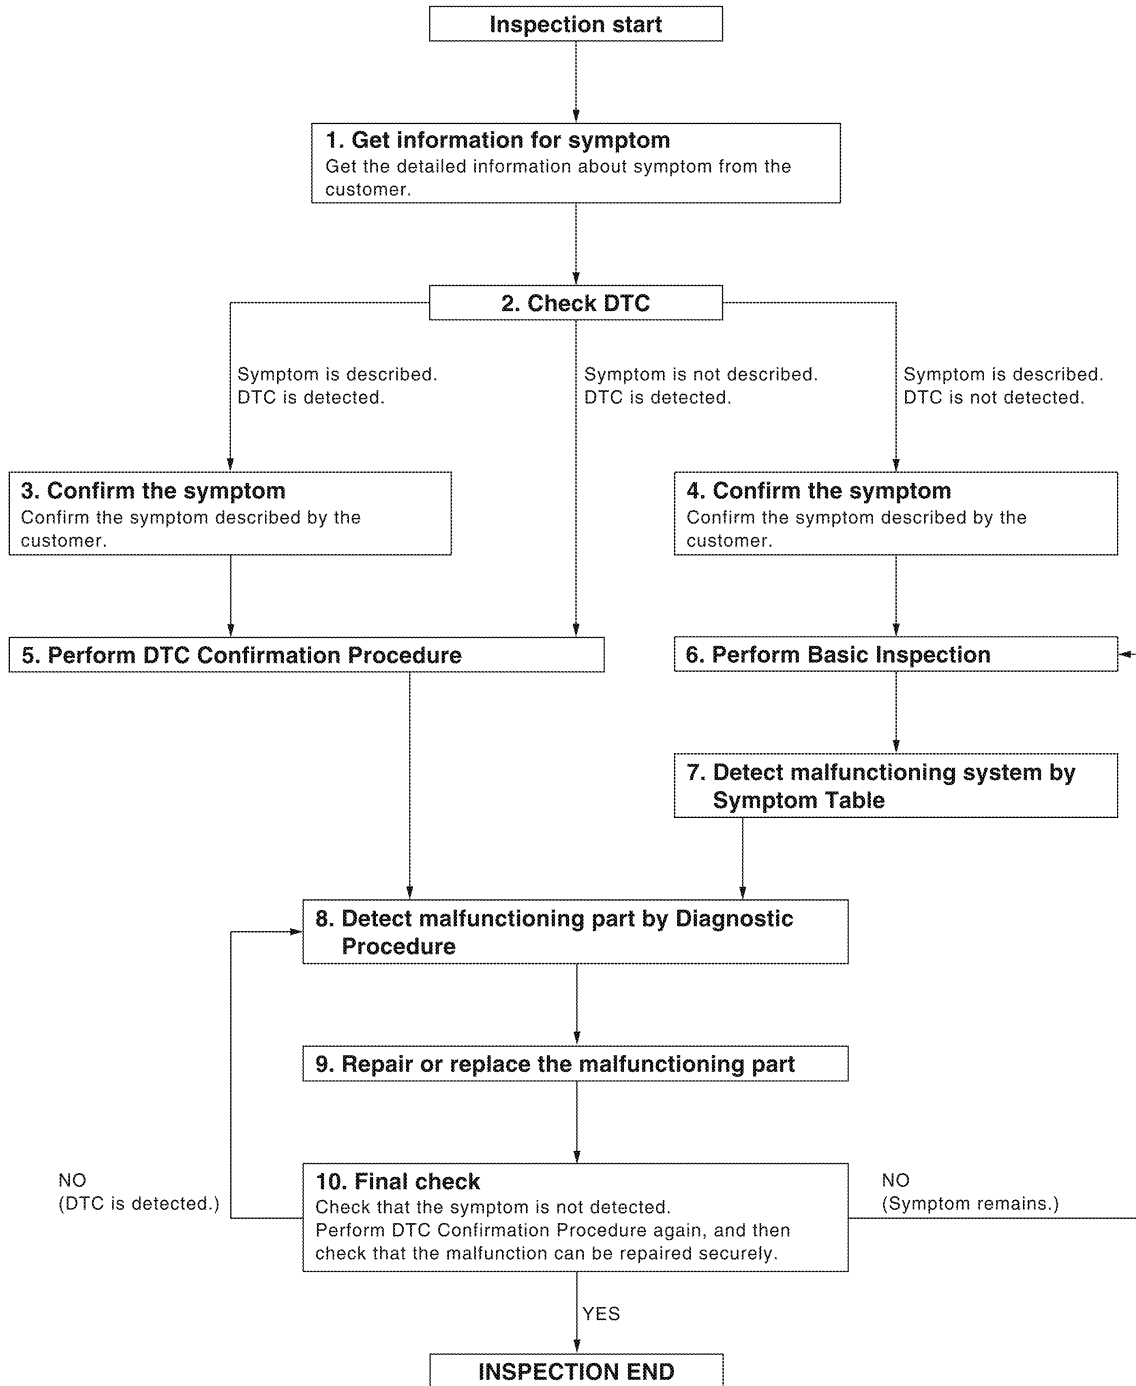 Inspection start
1. Get information for symptom
Get the detailed information about symptom from the
customer.
2. Check DTC
Symptom is described.
DTC is detected.
Symptom is not described.
DTC is detected.
Symptom is described.
DTC is not detected.
3. Confirm the symptom
Confirm the symptom described by the
customer.
4. Confirm the symptom
Confirm the symptom described by the
customer.
5. Perform DTC Confirmation Procedure
6. Perform Basic Inspection
7. Detect malfunctioning system by
Symptom Table
8. Detect malfunctioning part by Diagnostic
Procedure
9. Repair or replace the malfunctioning part
NO
(DTC is detected.)
10. Final check
Check that the symptom is not detected.
Perform DTC Confirmation Procedure again, and then
check that the malfunction can be repaired securely.
NO
(Symptom remains.)
YES
INSPECTION END